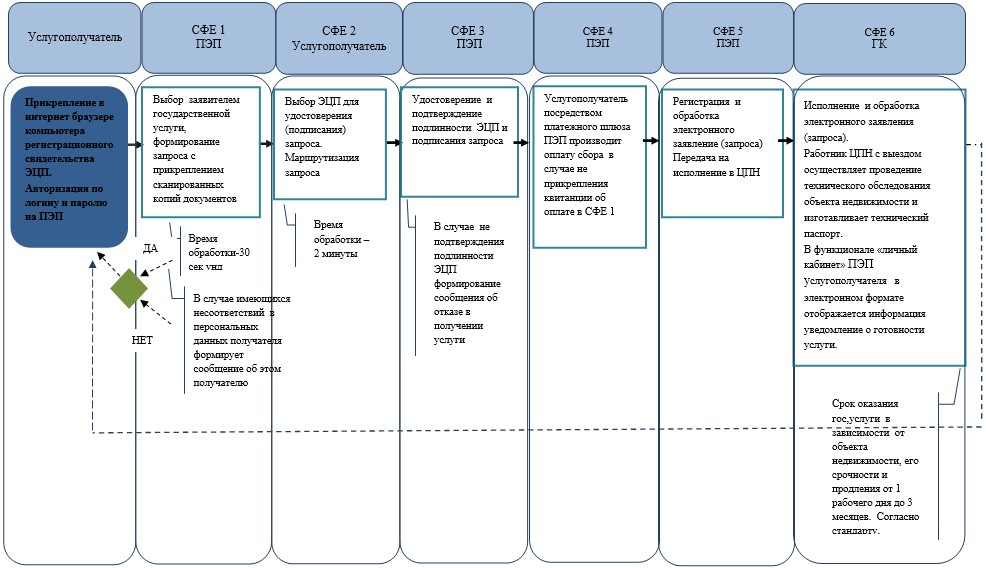 Услугополучатель
СФЕ 1
ПЭП
СФЕ 2
Услугополучатель
СФЕ 3
ПЭП
СФЕ 4
ПЭП
СФЕ 5
ПЭП
СФЕ 6
ГК
Прикрепление в
интернет браузере
компьютера
регистрационного
свидетельства
ЭЦП.
Авторизация по
логину и паролю
на ПЭП
Выбор заявителем
государственной
услуги,
формирование
запроса с
прикреплением
сканированных
копий документов
Выбор ЭЦП для
удостоверения
(подписания)
запроса.
Маршрутизация
запроса
Удостоверение и
подтверждение
подлинности ЭЦП и
подписания запроса
Услугополучатель
посредством
платежного шлюза
ПЭП производит
оплату сбора в
случае не
прикрепления
квитанции об
оплате в СФЕ 1
Регистрация и
обработка
электронного
заявление (запроса)
Передача на
исполнение в ЦПН
Исполнение и обработка
электронного заявления
(запроса).
Работник ЦПН с выездом
осуществляет проведение
технического обследования
объекта недвижимости и
изготавливает технический
паспорт.
В функционале «личный
кабинет» ПЭП
услугополучателя в
электронном формате
отображается информация
уведомление о готовности
услуги.
ДА
НЕТ
Время
обработки-30
сек унд
В случае имеющихся
несоответствий в
персональных
данных получателя
формирует
сообщение об этом
получателю
Время
обработки –
2 минуты
В случае не
подтверждения
подлинности
ЭЦП
формирование
сообщения об
отказе в
получении
услуги
Срок оказания
гос,услуги в
зависимости от
объекта
недвижимости, его
срочности и
продления от 1
рабочего дня до 3
месяцев. Согласно
стандарту.